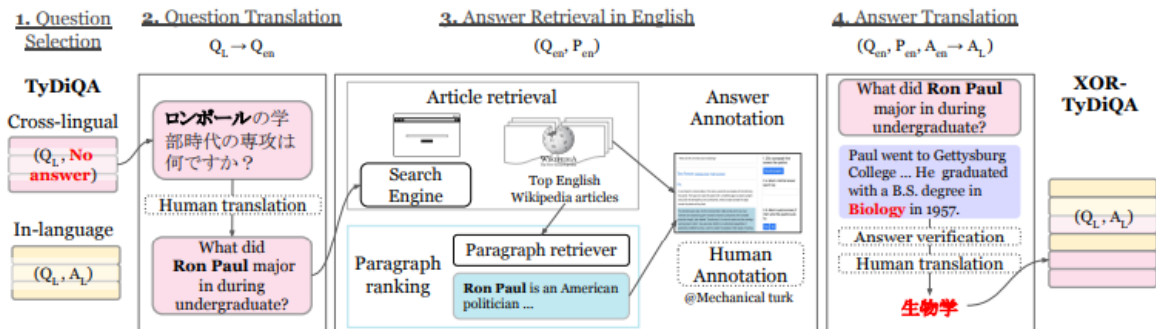 1. Question Selection
2. Question Translation
Q_L → Q_en
3. Answer Retrieval in English
(Q_en, P_en)
4. Answer Translation
(Q_en, P_en, A_en → A_L)
TyDiQA
Cross-lingual
(Q_L, No answer)
In-language
(Q_L, A_L)
ロンポールの学
部時代の専攻は
何ですか？
Human translation
What did
Ron Paul major
in during
undergraduate?
Article retrieval
Search
Engine
WIKIPEDIA
Top English
Wikipedia articles
Paragraph
ranking
Paragraph retriever
Ron Paul is an American
politician ...
Answer
Annotation
Human
Annotation
@Mechanical turk
What did Ron Paul
major in during
undergraduate?
Paul went to Gettysburg
College ... He graduated
with a B.S. degree in
Biology in 1957.
Answer verification
Human translation
生物学
XOR-
TyDiQA
(Q_L, A_L)